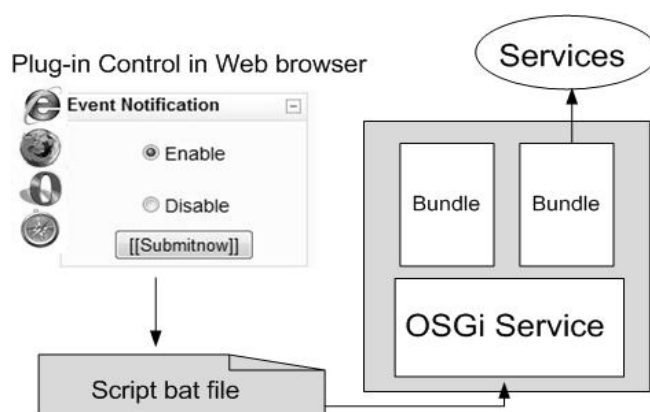 Plug-in Control in Web browser
Event Notification
Enable
Disable
[[Submitnow]]
Script bat file
Services
Bundle
Bundle
OSGi Service